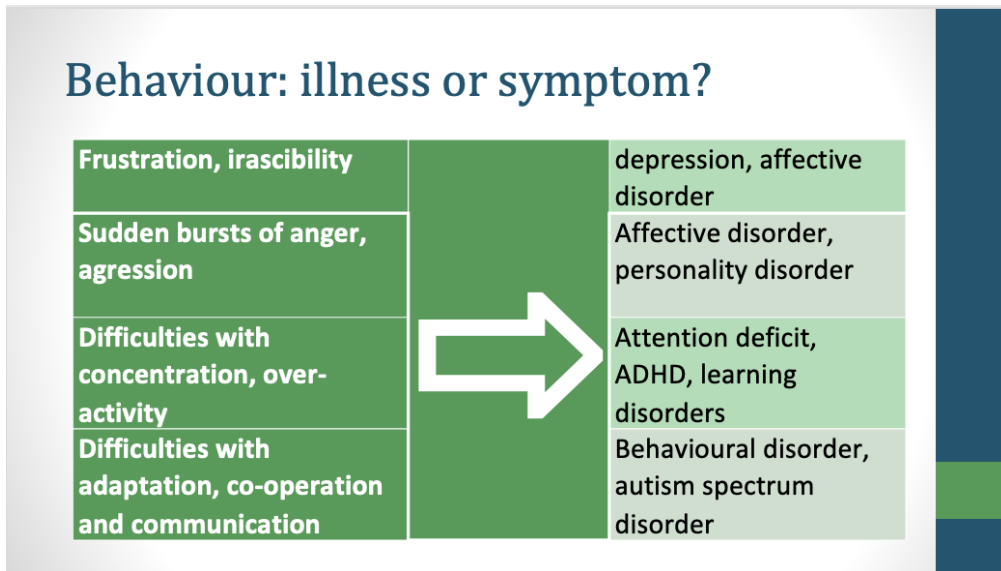 Behaviour: illness or symptom?
Frustration, irascibility
depression, affective
disorder
Sudden bursts of anger,
agression
Affective disorder,
personality disorder
Difficulties with
concentration, over-
activity
Attention deficit,
ADHD, learning
disorders
Difficulties with
adaptation, co-operation
and communication
Behavioural disorder,
autism spectrum
disorder